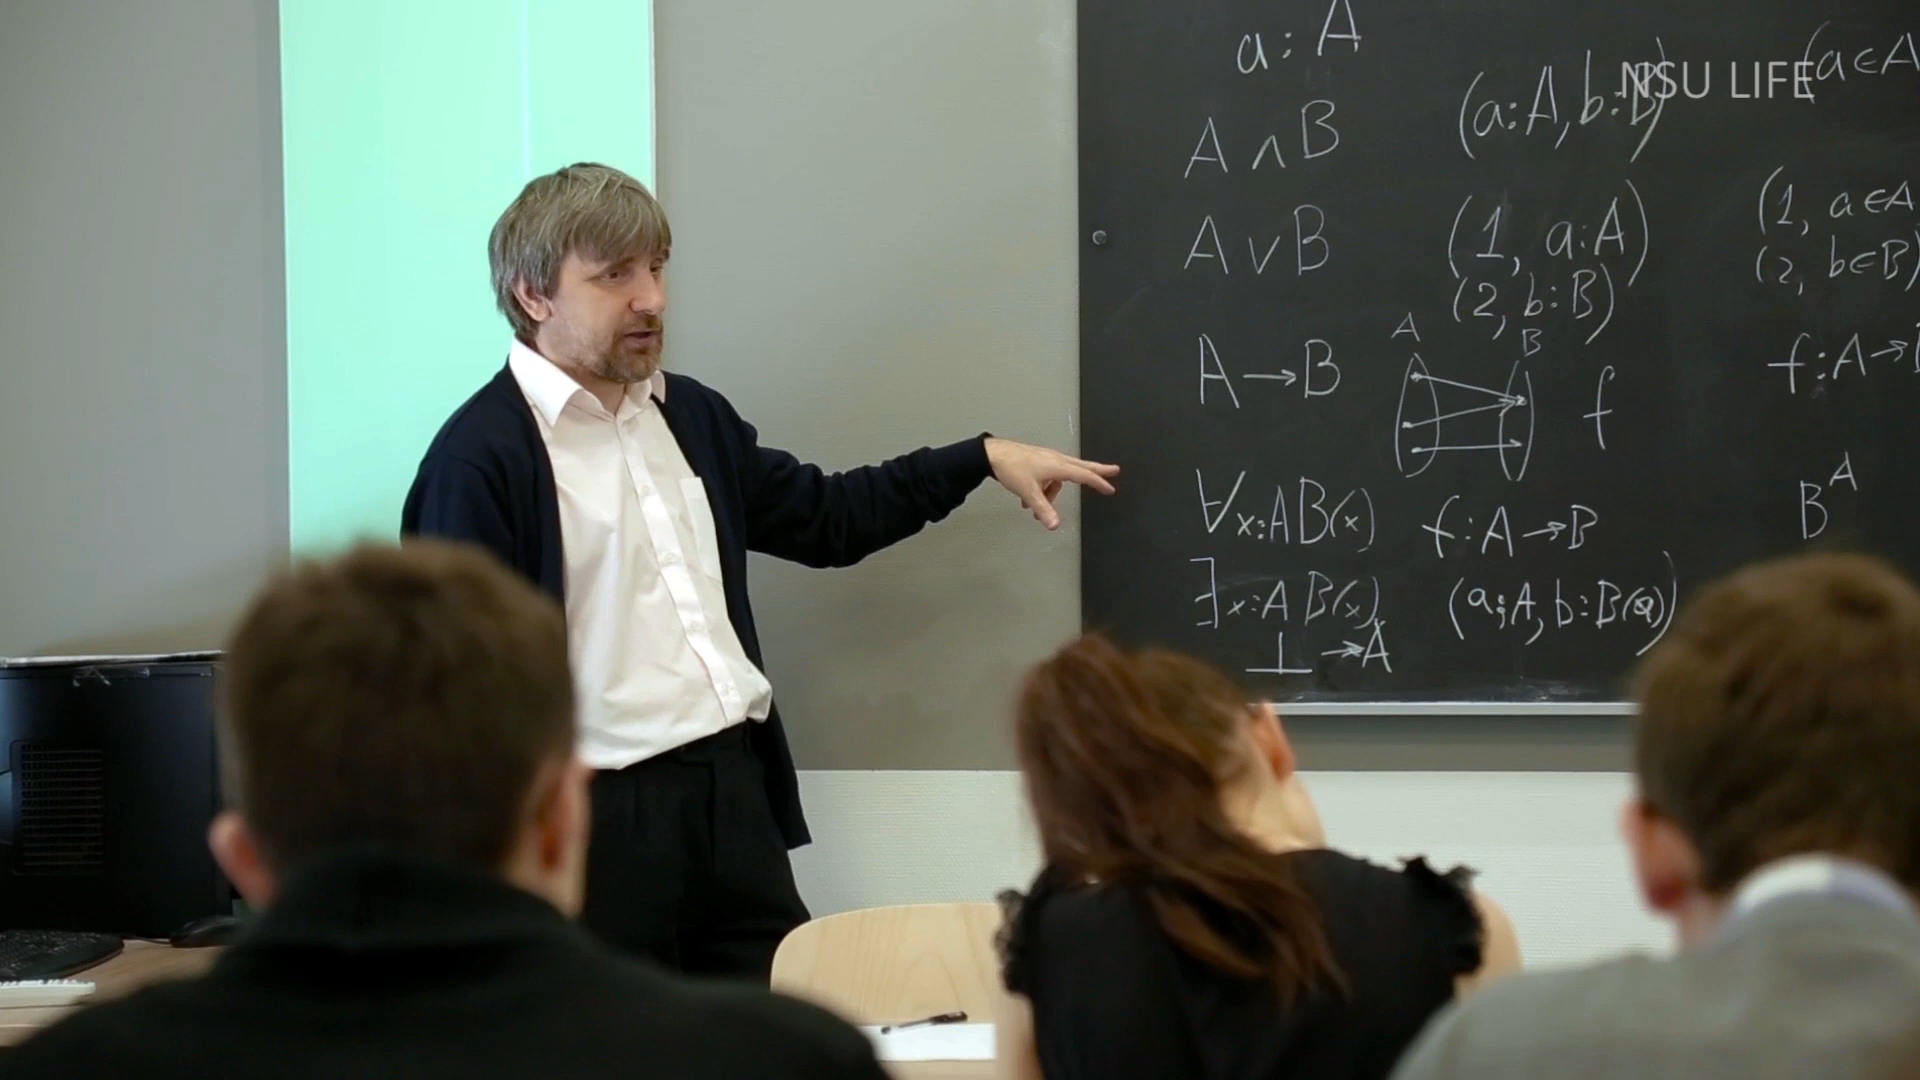 a : A
NSU LIFE
A ∧ B (a:A, b:B) (a∈A
A ∨ B (1, a:A) (1, a∈A
(2, b:B) (2, b∈B)
A B
A → B f f:A→
∀x:A B(x) f:A→B B^A
∃x:A B(x) (a:A, b:B(a))
⊥ → A